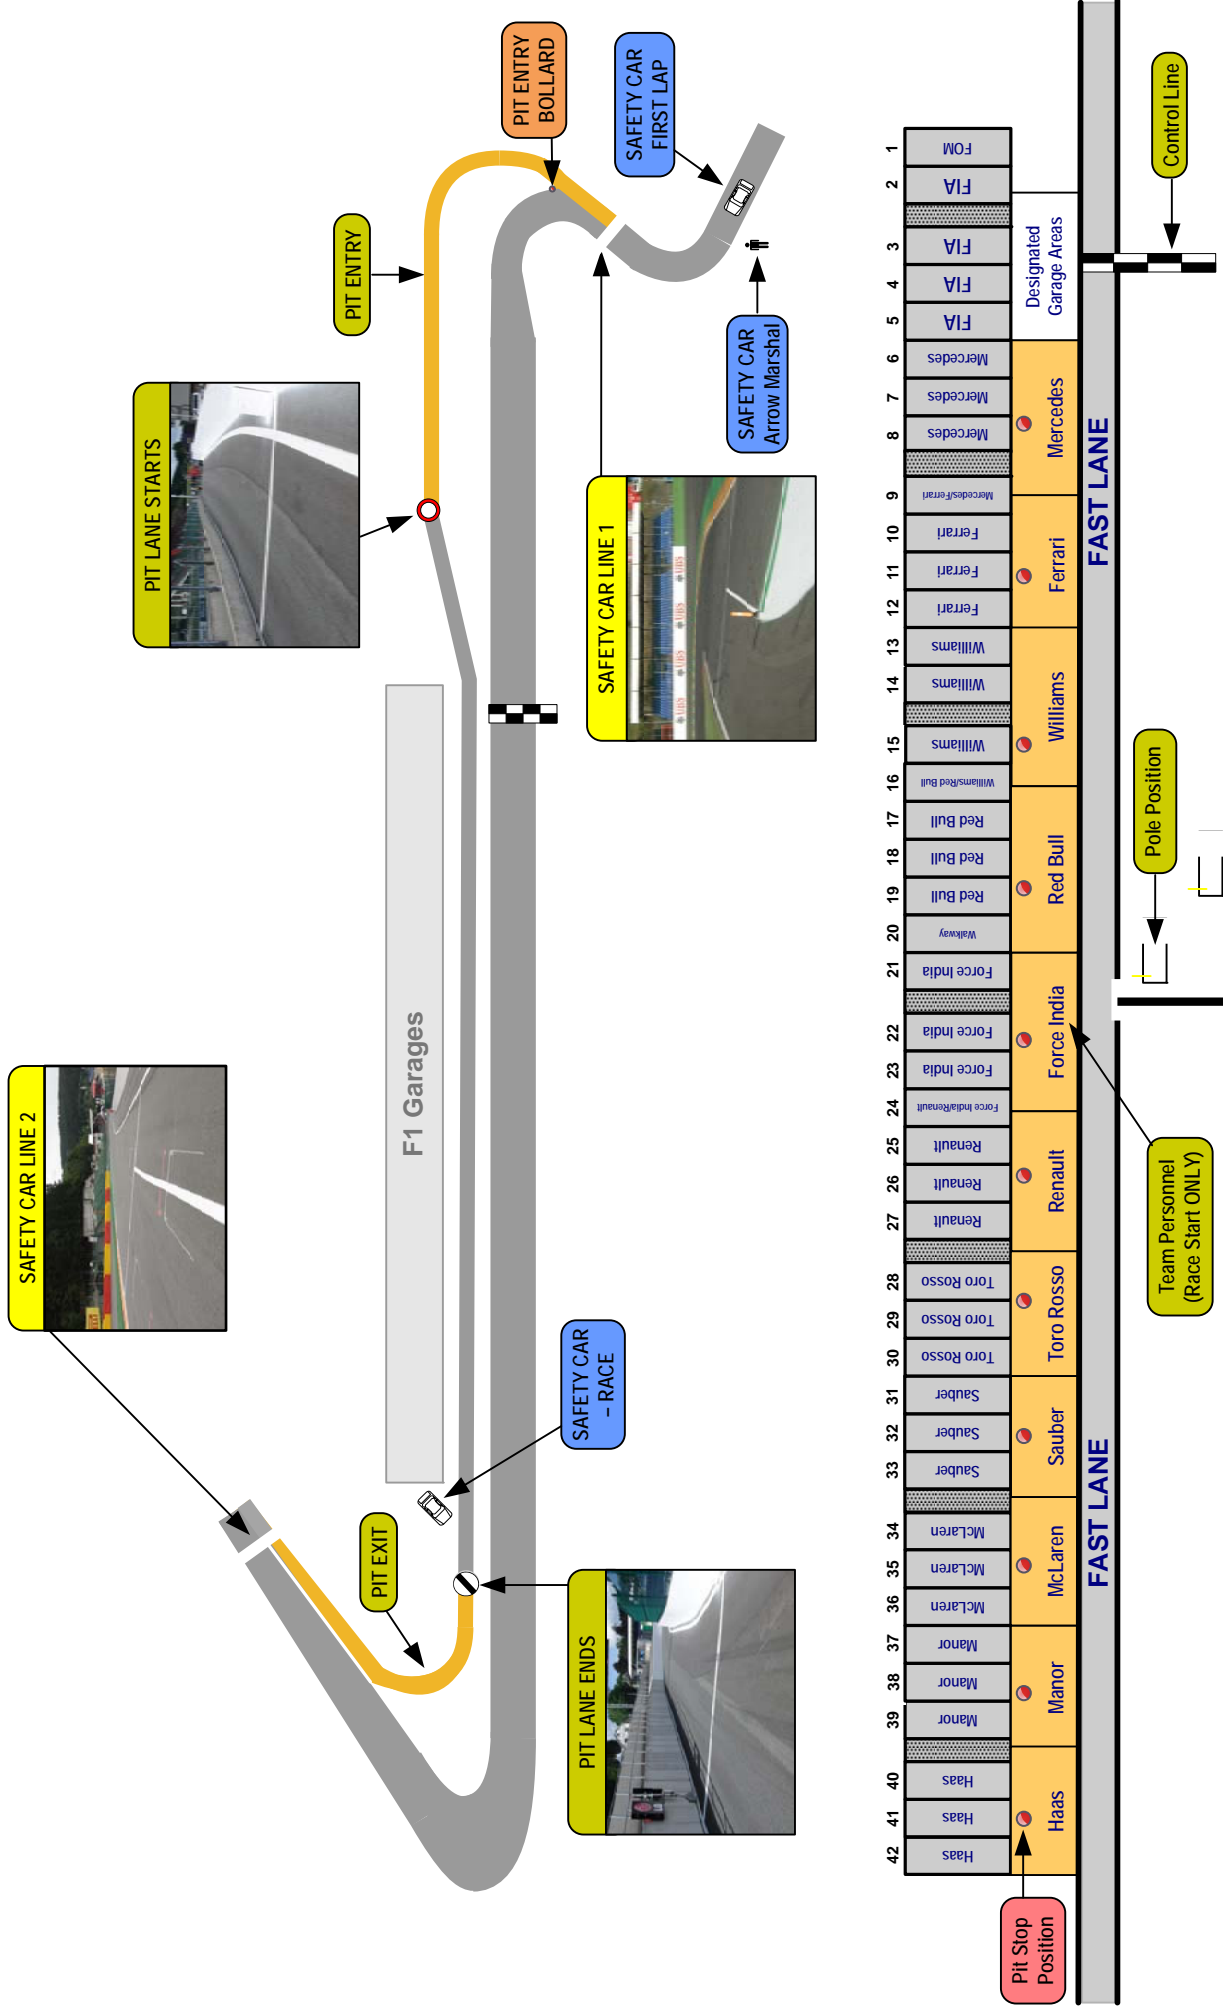 SAFETY CAR LINE 2
PIT LANE STARTS
PIT ENTRY
PIT ENTRY
BOLLARD
SAFETY CAR
FIRST LAP
F1 Garages
PIT EXIT
SAFETY CAR
– RACE
PIT LANE ENDS
SAFETY CAR LINE 1
SAFETY CAR
Arrow Marshal
42
41
40
39
38
37
36
35
34
33
32
31
30
29
28
27
26
25
24
23
22
21
20
19
18
17
16
15
14
13
12
11
10
9
8
7
6
5
4
3
2
1
Haas
Haas
Haas
Manor
Manor
Manor
McLaren
McLaren
McLaren
Sauber
Sauber
Sauber
Toro Rosso
Toro Rosso
Toro Rosso
Renault
Renault
Renault
Force India/Renault
Force India
Force India
Force India
Walkway
Red Bull
Red Bull
Red Bull
Williams/Red Bull
Williams
Williams
Williams
Ferrari
Ferrari
Ferrari
Mercedes/Ferrari
Mercedes
Mercedes
Mercedes
FIA
FIA
FIA
FIA
FOM
Pit Stop
Position
Haas
Manor
McLaren
Sauber
Toro Rosso
Renault
Force India
Red Bull
Williams
Ferrari
Mercedes
Designated
Garage Areas
FAST LANE
FAST LANE
Team Personnel
(Race Start ONLY)
Pole Position
Control Line